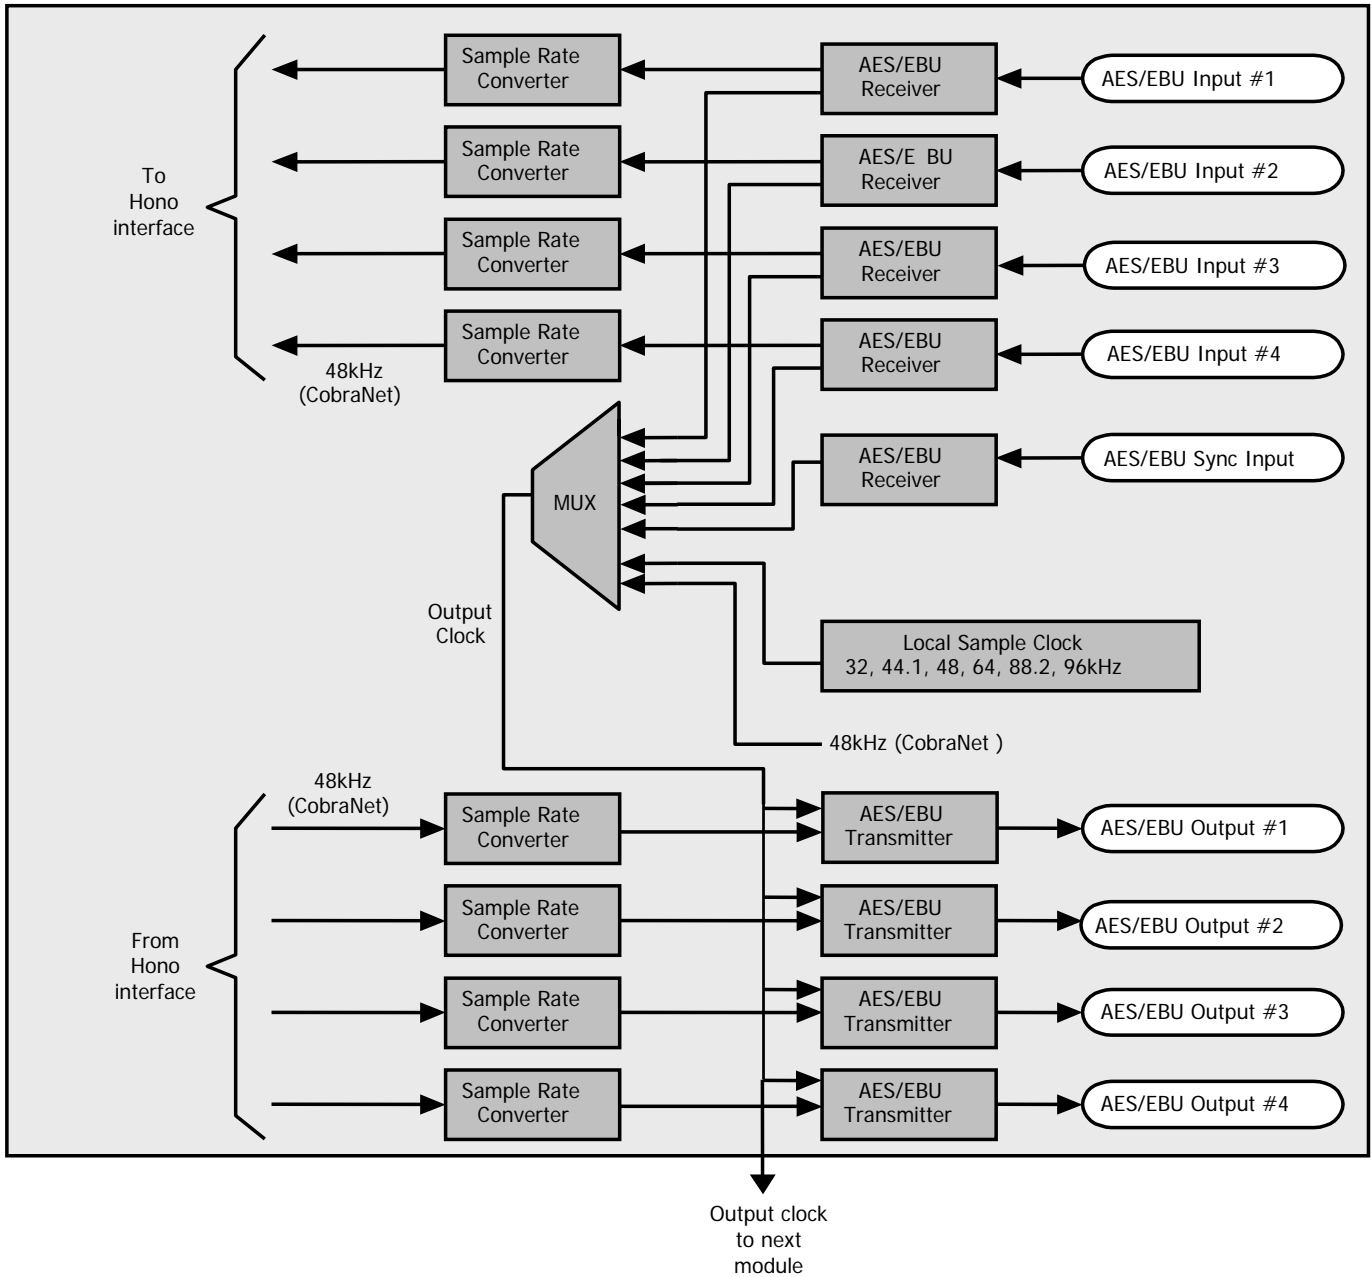 Sample Rate
Converter
AES/EBU
Receiver
AES/EBU Input #1
Sample Rate
Converter
AES/E BU
Receiver
AES/EBU Input #2
To
Hono
interface
Sample Rate
Converter
AES/EBU
Receiver
AES/EBU Input #3
Sample Rate
Converter
AES/EBU
Receiver
AES/EBU Input #4
48kHz
(CobraNet)
AES/EBU
Receiver
AES/EBU Sync Input
MUX
Output
Clock
Local Sample Clock
32, 44.1, 48, 64, 88.2, 96kHz
48kHz (CobraNet )
48kHz
(CobraNet)
Sample Rate
Converter
AES/EBU
Transmitter
AES/EBU Output #1
Sample Rate
Converter
AES/EBU
Transmitter
AES/EBU Output #2
From
Hono
interface
Sample Rate
Converter
AES/EBU
Transmitter
AES/EBU Output #3
Sample Rate
Converter
AES/EBU
Transmitter
AES/EBU Output #4
Output clock
to next
module